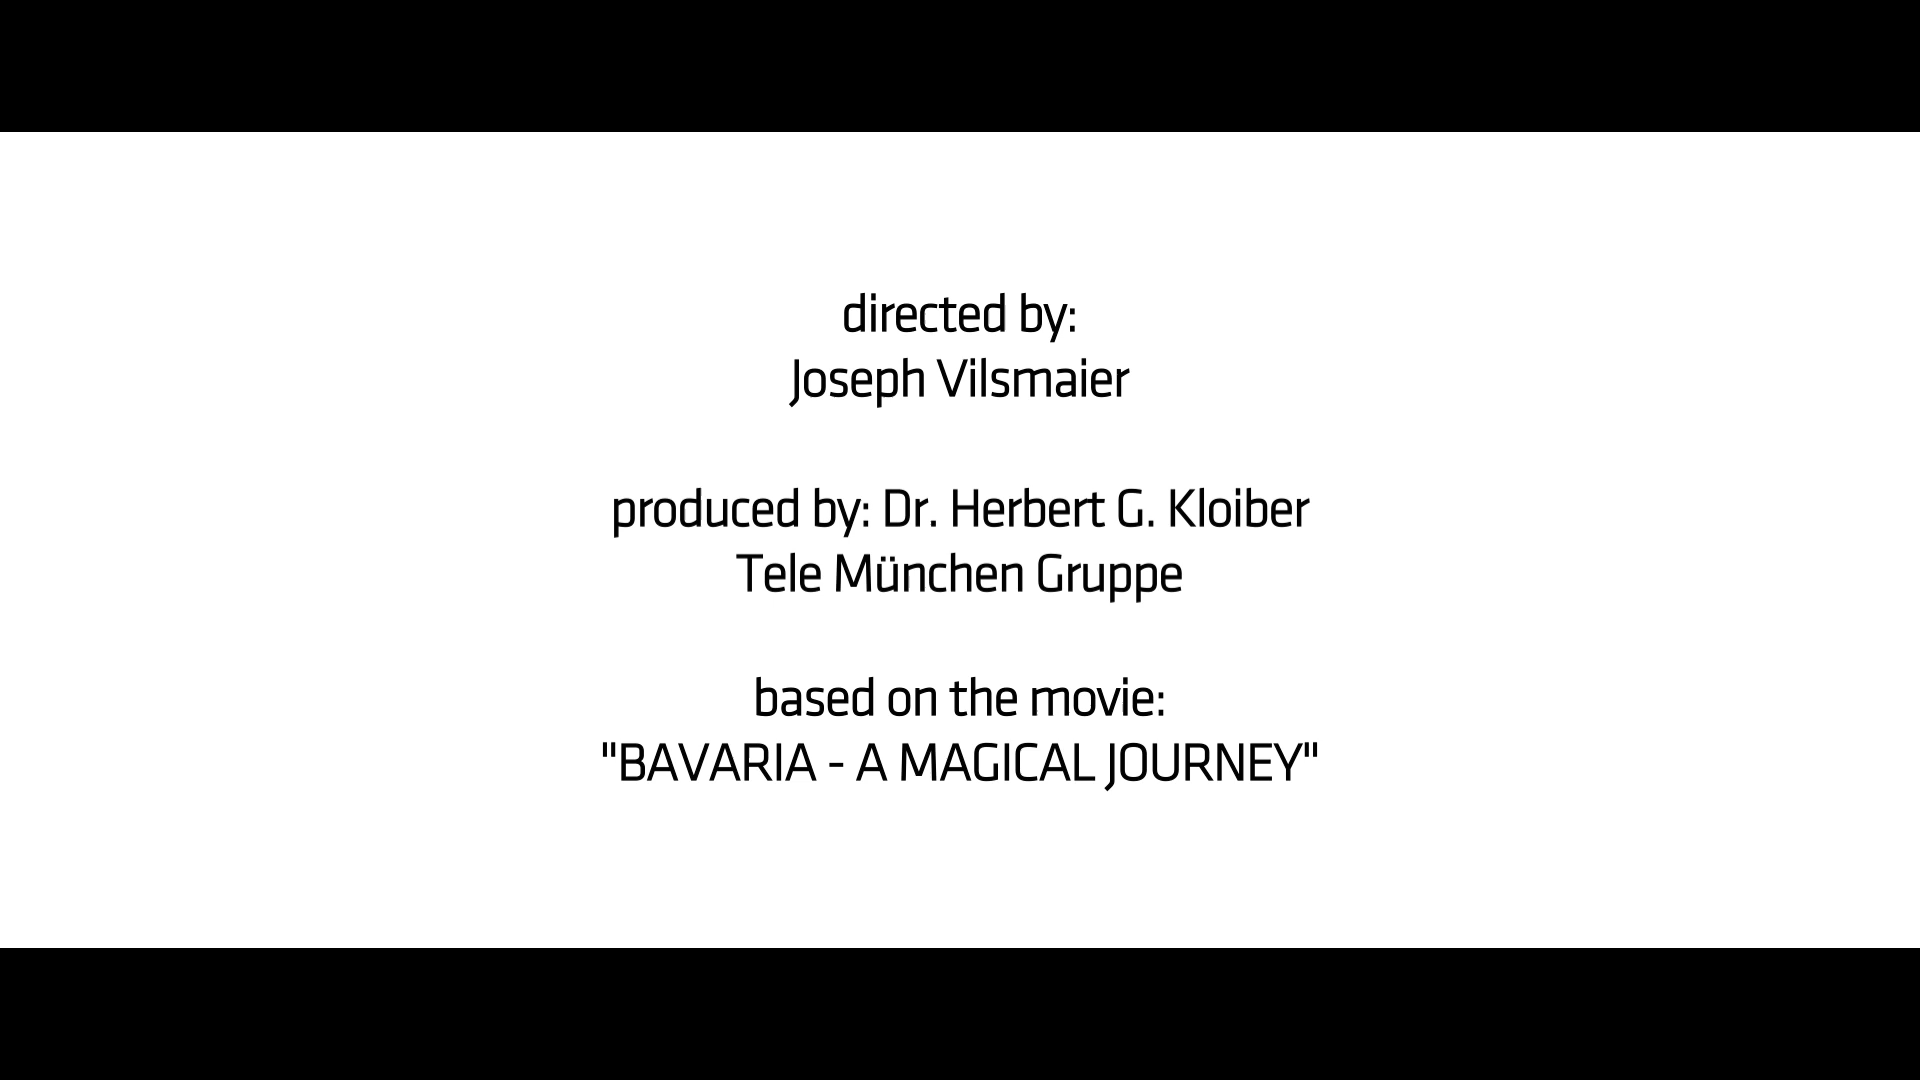 directed by:
Joseph Vilsmaier
produced by: Dr. Herbert G. Kloiber
Tele München Gruppe
based on the movie:
"BAVARIA - A MAGICAL JOURNEY"